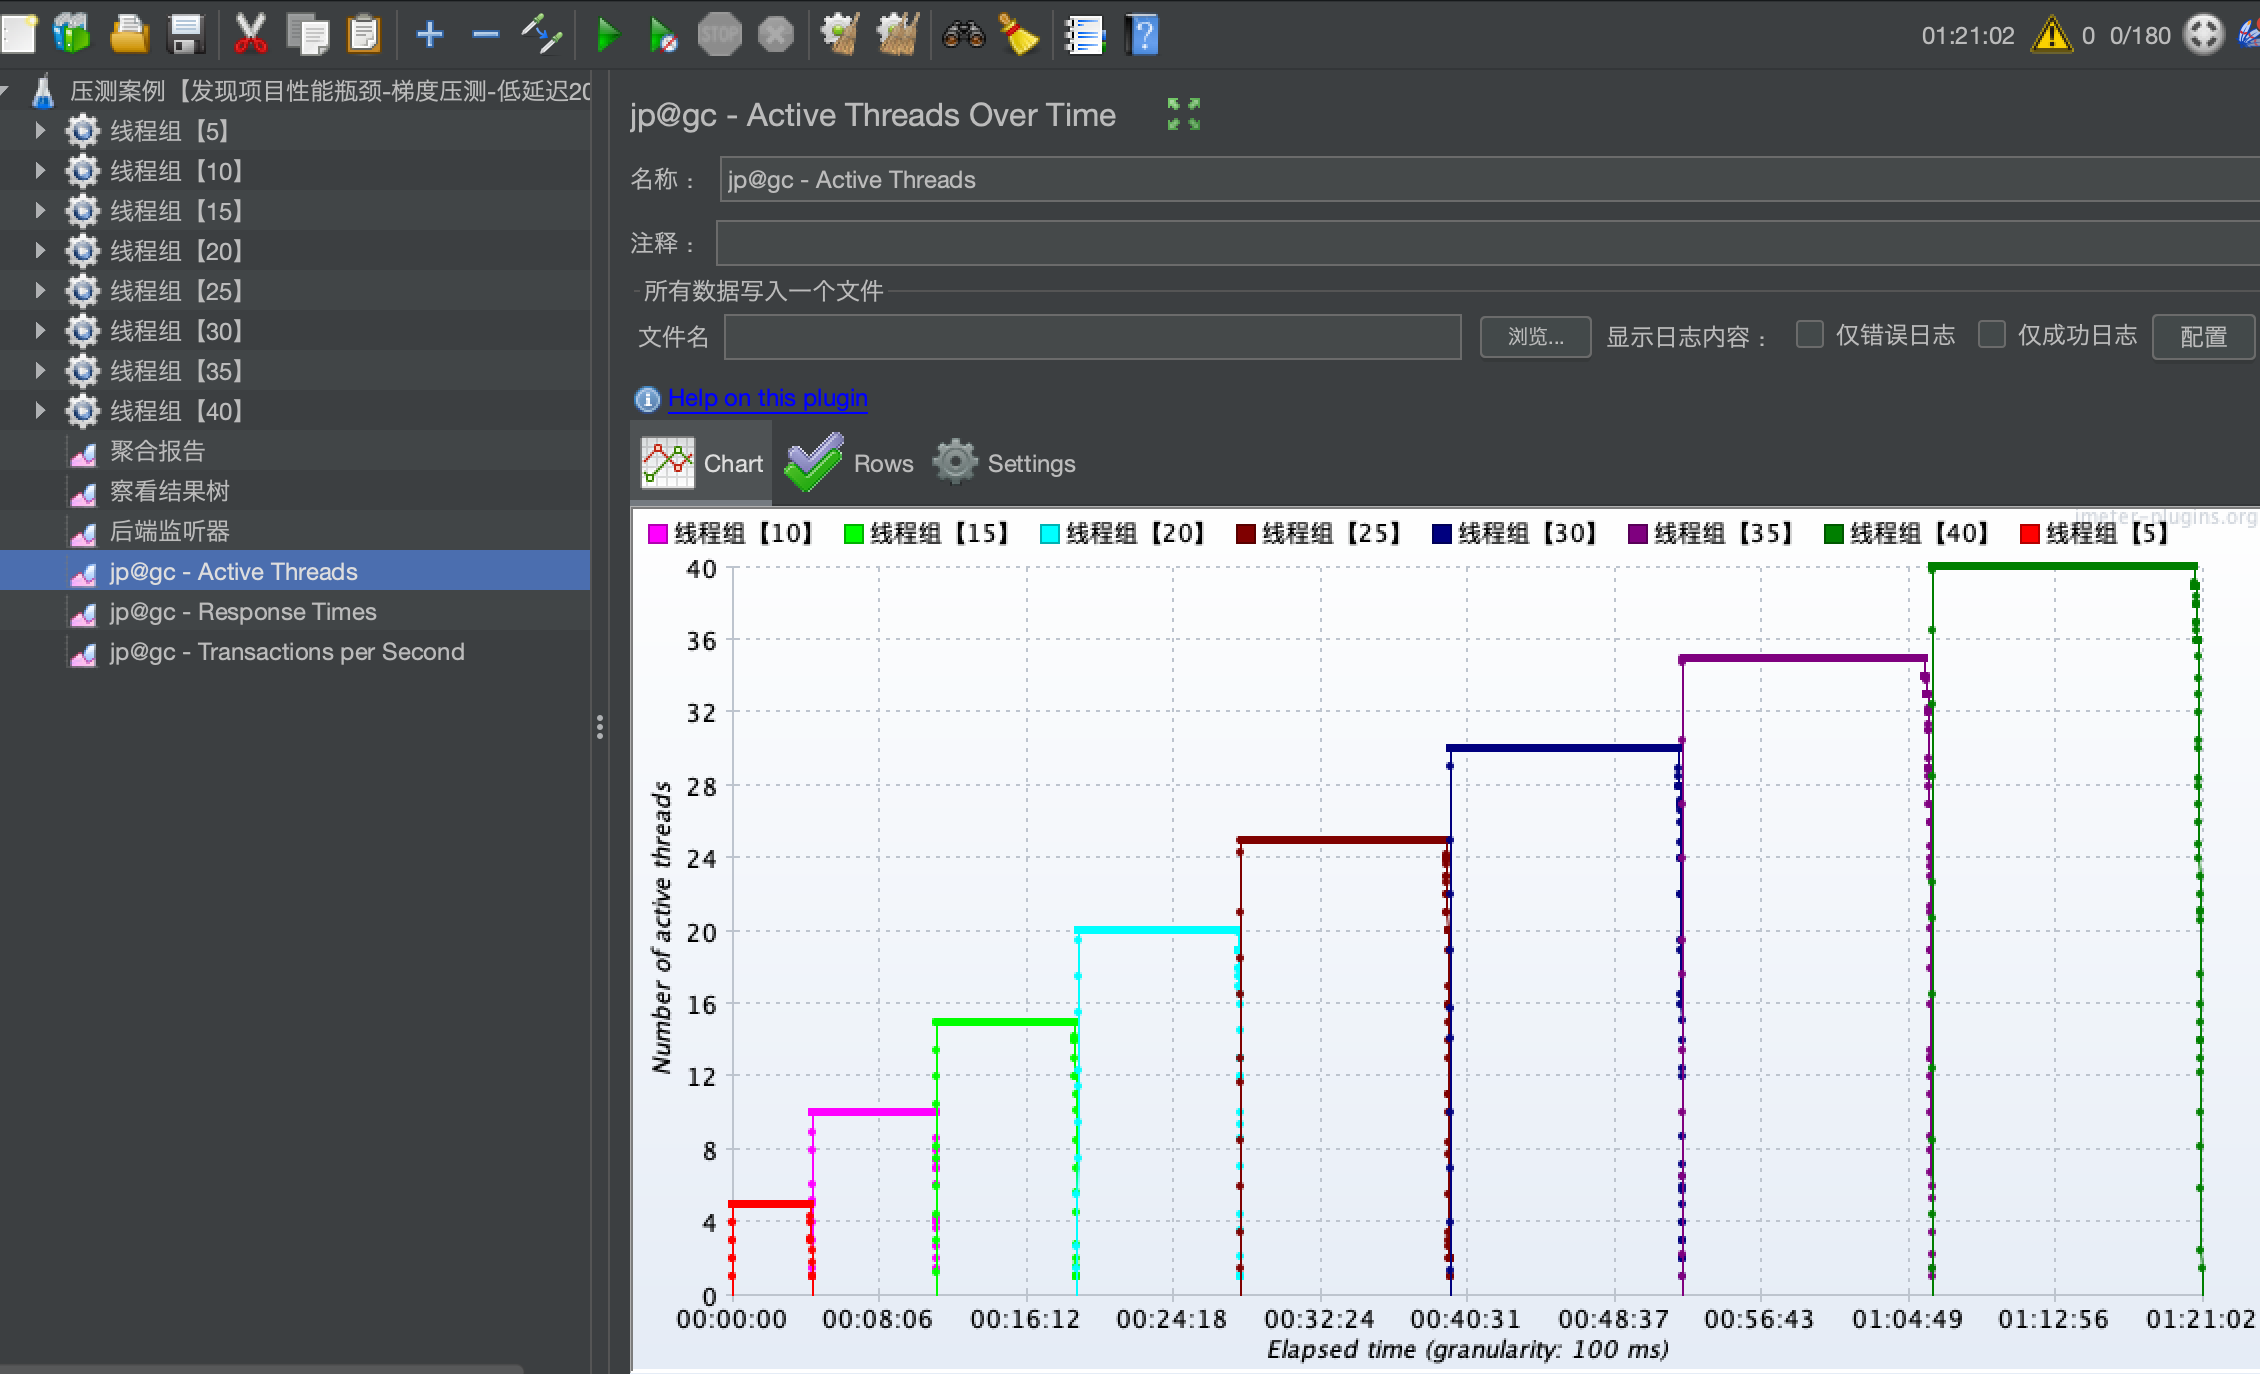 STOP
01:21:02
0 0/180
压测案例【发现项目性能瓶颈-梯度压测-低延迟20
线程组【5】
线程组【10】
线程组【15】
线程组【20】
线程组【25】
线程组【30】
线程组【35】
线程组【40】
聚合报告
察看结果树
后端监听器
jp@gc - Active Threads
jp@gc - Response Times
jp@gc - Transactions per Second
jp@gc - Active Threads Over Time
名称：
jp@gc - Active Threads
注释：
所有数据写入一个文件
文件名
浏览...
显示日志内容：
仅错误日志
仅成功日志
配置
Help on this plugin
Chart
Rows
Settings
jmeter-plugins.org
线程组【10】
线程组【15】
线程组【20】
线程组【25】
线程组【30】
线程组【35】
线程组【40】
线程组【5】
40
36
32
28
24
20
16
12
8
4
0
Number of active threads
00:00:00
00:08:06
00:16:12
00:24:18
00:32:24
00:40:31
00:48:37
00:56:43
01:04:49
01:12:56
01:21:02
Elapsed time (granularity: 100 ms)